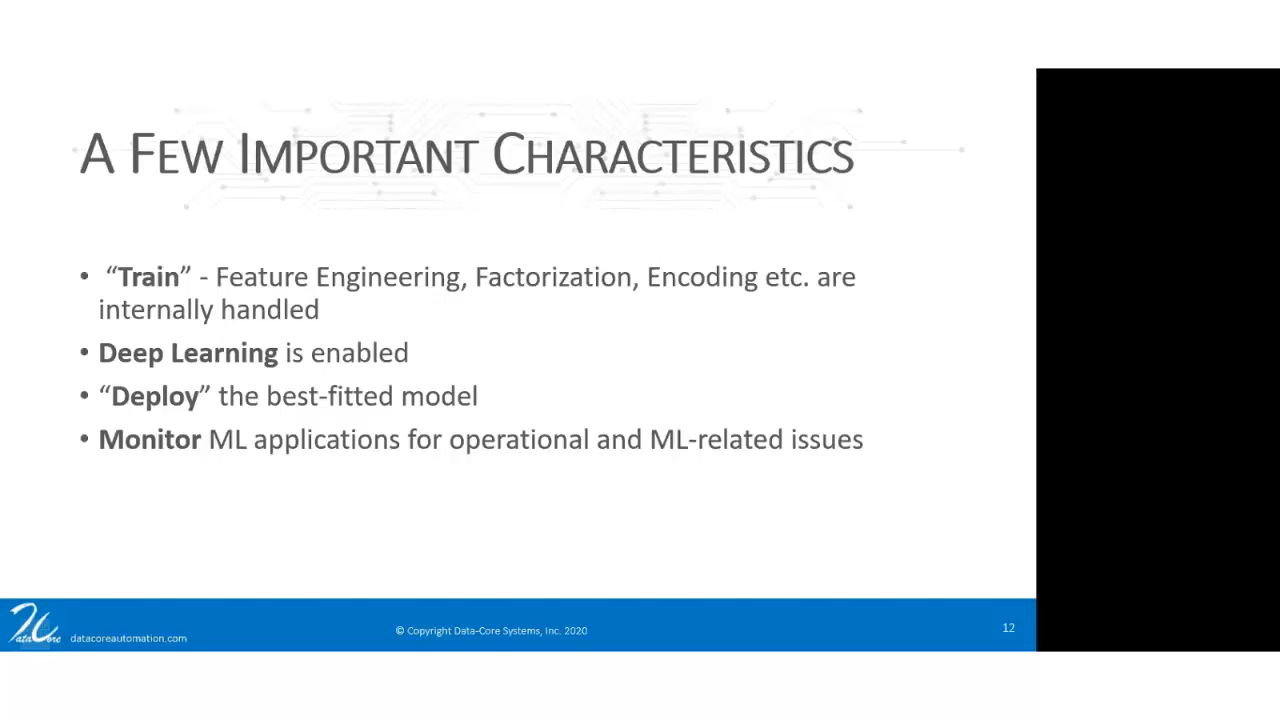 A FEW IMPORTANT CHARACTERISTICS
• “Train” - Feature Engineering, Factorization, Encoding etc. are
internally handled
• Deep Learning is enabled
• “Deploy” the best-fitted model
• Monitor ML applications for operational and ML-related issues
Data Core
datacoreautomation.com
© Copyright Data-Core Systems, Inc. 2020
12